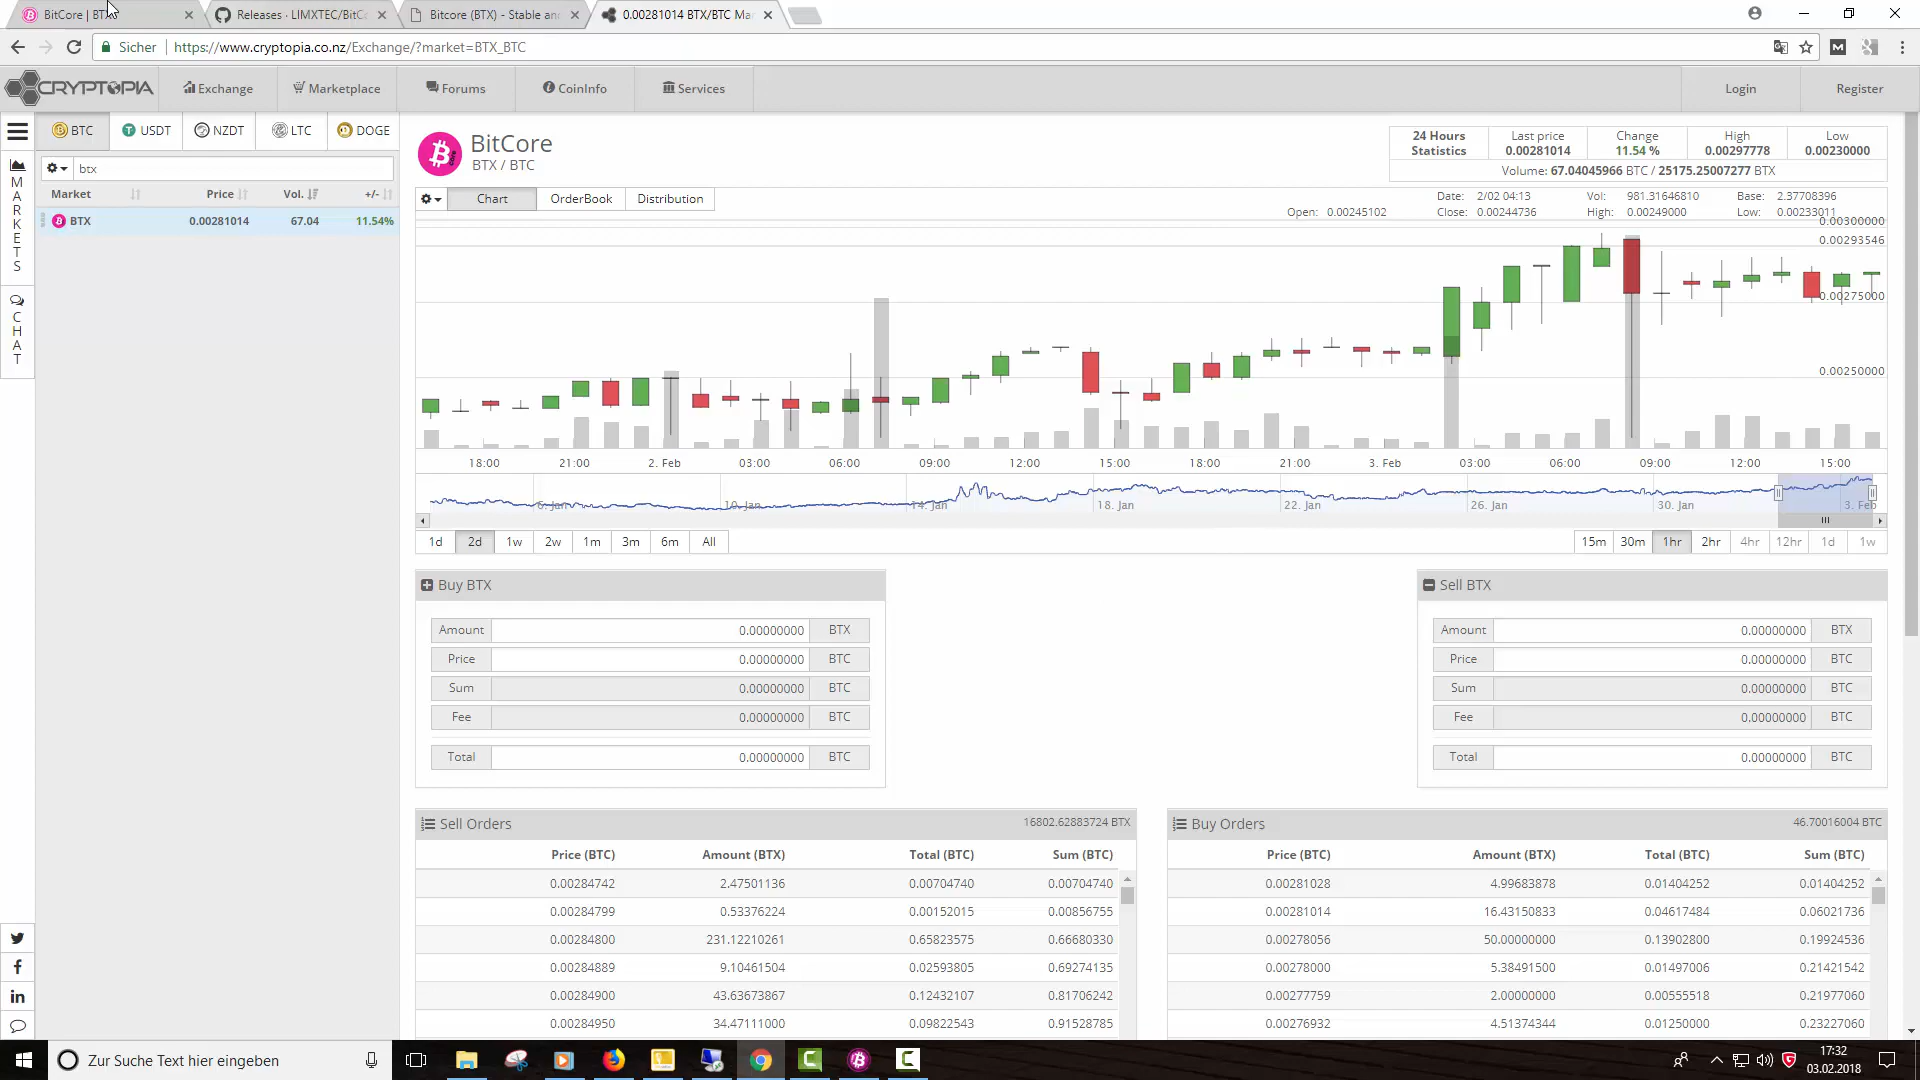 BitCore | BTX
Releases · LIMXTEC/BitC
Bitcore (BTX) - Stable an
0.00281014 BTX/BTC Ma
Sicher
https://www.cryptopia.co.nz/Exchange/?market=BTX_BTC
CRYPTOPIA
Exchange
Marketplace
Forums
CoinInfo
Services
Login
Register
BTC
USDT
NZDT
LTC
DOGE
btx
Market Price Vol. +/-
BTX 0.00281014 67.04 11.54%
MARKETS
CHAT
BitCore
BTX / BTC
24 Hours Statistics
Last price 0.00281014
Change 11.54 %
High 0.00297778
Low 0.00230000
Volume: 67.04045966 BTC / 25175.25007277 BTX
Chart
OrderBook
Distribution
Date: 2/02 04:13 Vol: 981.31646810 Base: 2.37708396
Open: 0.00245102 Close: 0.00244736 High: 0.00249000 Low: 0.00233011
0.00300000
0.00293546
0.00275000
0.00250000
18:00 21:00 2. Feb 03:00 06:00 09:00 12:00 15:00 18:00 21:00 3. Feb 03:00 06:00 09:00 12:00 15:00
6. Jan 10. Jan 14. Jan 18. Jan 22. Jan 26. Jan 30. Jan 3. Feb
1d 2d 1w 2w 1m 3m 6m All
15m 30m 1hr 2hr 4hr 12hr 1d 1w
Buy BTX
Amount 0.00000000 BTX
Price 0.00000000 BTC
Sum 0.00000000 BTC
Fee 0.00000000 BTC
Total 0.00000000 BTC
Sell BTX
Amount 0.00000000 BTX
Price 0.00000000 BTC
Sum 0.00000000 BTC
Fee 0.00000000 BTC
Total 0.00000000 BTC
Sell Orders 16802.62883724 BTX
Price (BTC) Amount (BTX) Total (BTC) Sum (BTC)
0.00284742 2.47501136 0.00704740 0.00704740
0.00284799 0.53376224 0.00152015 0.00856755
0.00284800 231.12210261 0.65823575 0.66680330
0.00284889 9.10461504 0.02593805 0.69274135
0.00284900 43.63673867 0.12432107 0.81706242
0.00284950 34.47111000 0.09822543 0.91528785
Buy Orders 46.70016004 BTC
Price (BTC) Amount (BTX) Total (BTC) Sum (BTC)
0.00281028 4.99683878 0.01404252 0.01404252
0.00281014 16.43150833 0.04617484 0.06021736
0.00278056 50.00000000 0.13902800 0.19924536
0.00278000 5.38491500 0.01497006 0.21421542
0.00277759 2.00000000 0.00555518 0.21977060
0.00276932 4.51374344 0.01250000 0.23227060
Zur Suche Text hier eingeben
17:32
03.02.2018